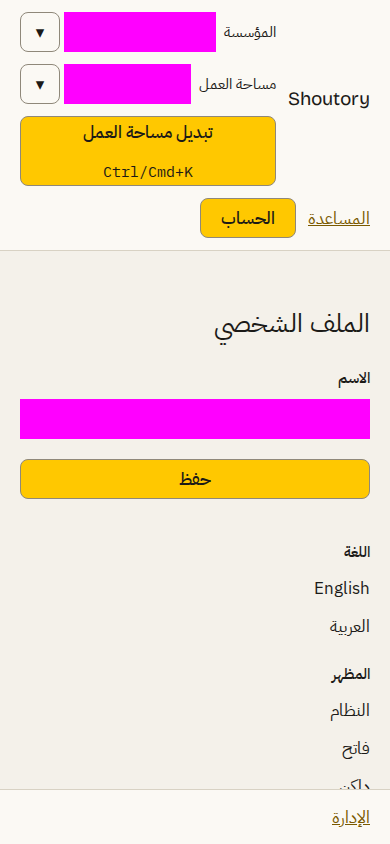 المؤسسة
▼
Shoutory
مساحة العمل
▼
تبديل مساحة العمل
Ctrl/Cmd+K
المساعدة
الحساب
الملف الشخصي
الاسم
حفظ
اللغة
English
العربية
المظهر
النظام
فاتح
داكن
الإدارة